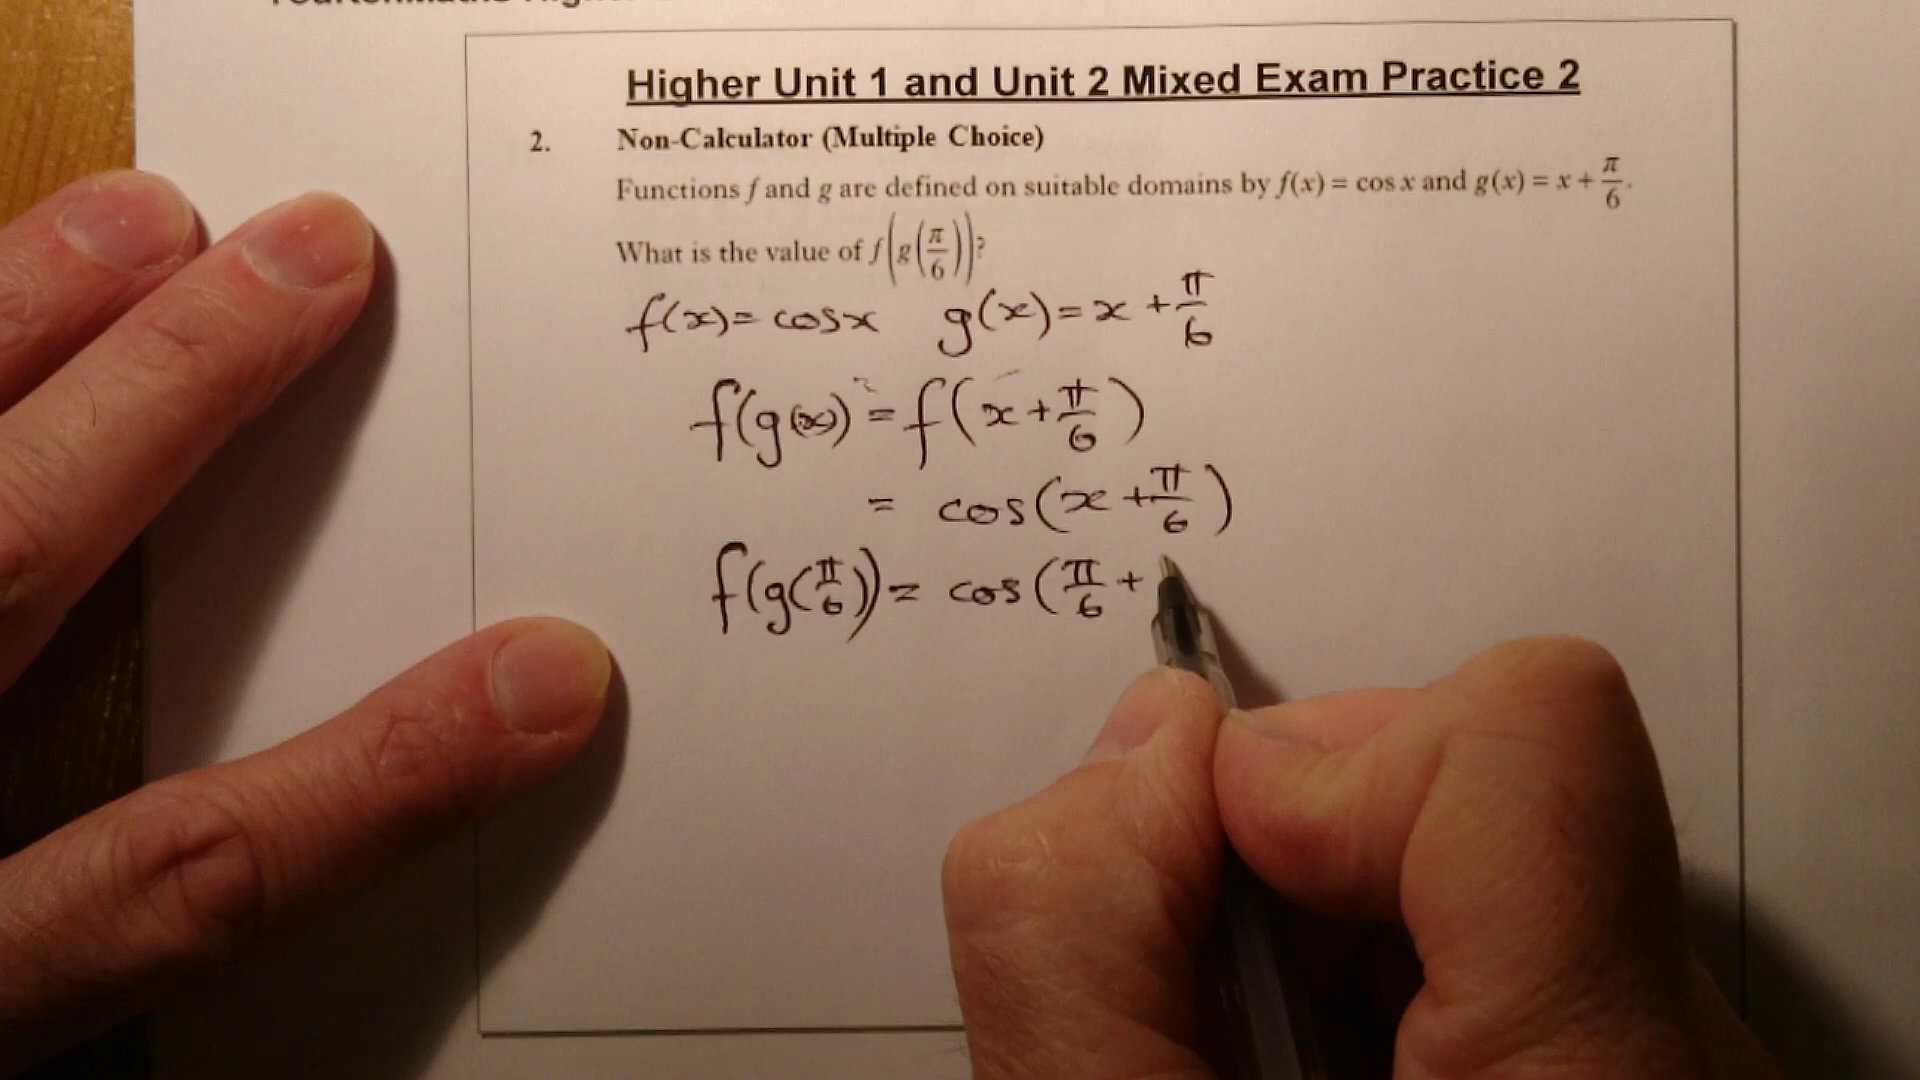 Higher Unit 1 and Unit 2 Mixed Exam Practice 2
2. Non-Calculator (Multiple Choice)
Functions f and g are defined on suitable domains by f(x) = cos x and g(x) = x + π/6.
What is the value of f(g(π/6))?
f(x) = cosx g(x) = x + π/6
f(g(x) = f(x + π/6)
= cos(x + π/6)
f(g(π/6)) = cos(π/6 +